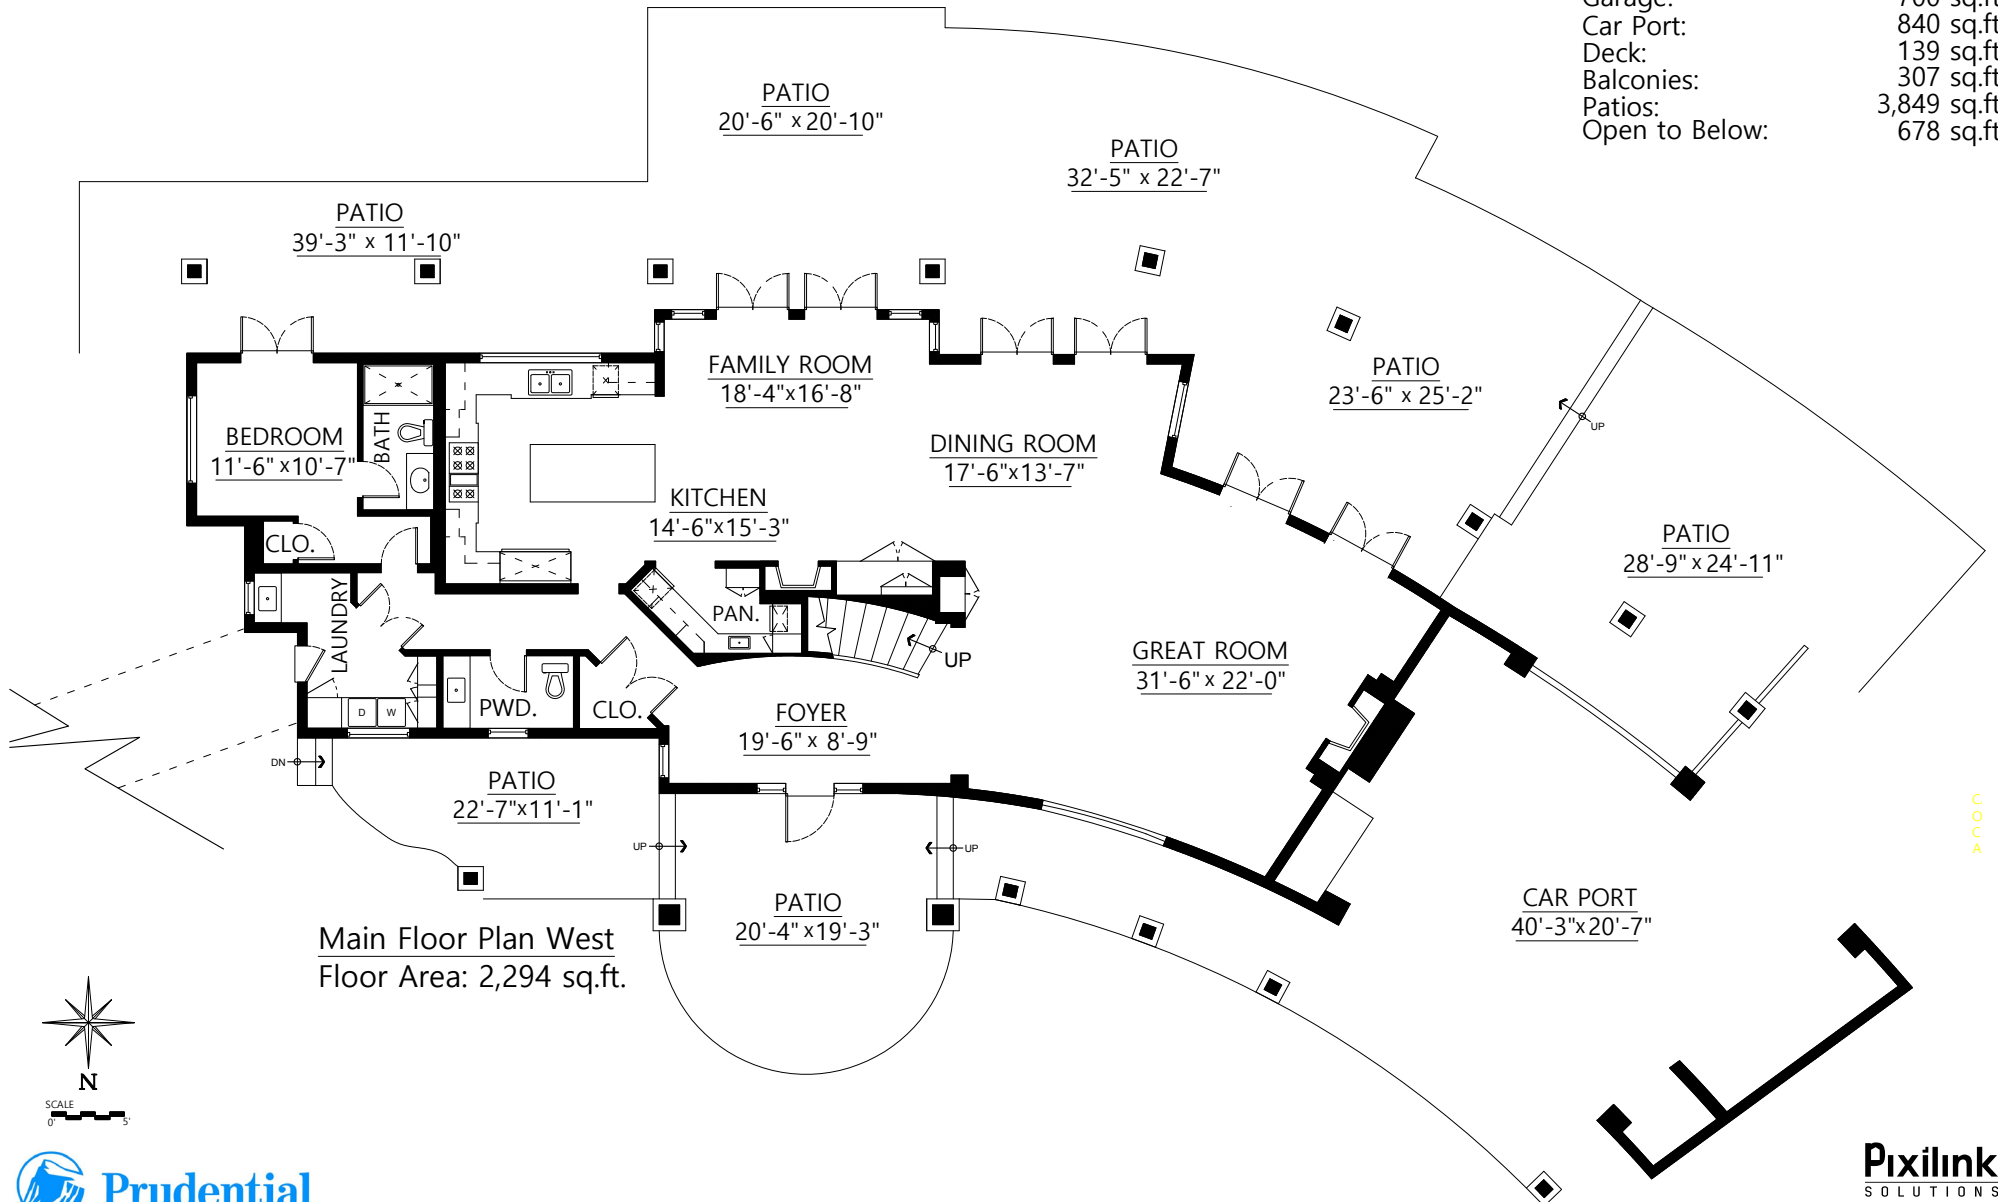 Garage: 700 sq.ft
Car Port: 840 sq.ft
Deck: 139 sq.ft
Balconies: 307 sq.ft
Patios: 3,849 sq.ft
Open to Below: 678 sq.ft
PATIO
20'-6" x 20'-10"
PATIO
32'-5" x 22'-7"
PATIO
39'-3" x 11'-10"
FAMILY ROOM
18'-4"x16'-8"
PATIO
23'-6" x 25'-2"
UP
BEDROOM
11'-6"x10'-7"
BATH
DINING ROOM
17'-6"x13'-7"
KITCHEN
14'-6"x15'-3"
CLO.
PATIO
28'-9" x 24'-11"
LAUNDRY
PAN.
UP
GREAT ROOM
31'-6" x 22'-0"
D W
PWD.
CLO.
FOYER
19'-6" x 8'-9"
DN
PATIO
22'-7"x11'-1"
UP
UP
COCA
PATIO
20'-4"x19'-3"
CAR PORT
40'-3"x20'-7"
Main Floor Plan West
Floor Area: 2,294 sq.ft.
N
SCALE
0' 5'
Prudential
Pixilink
SOLUTIONS